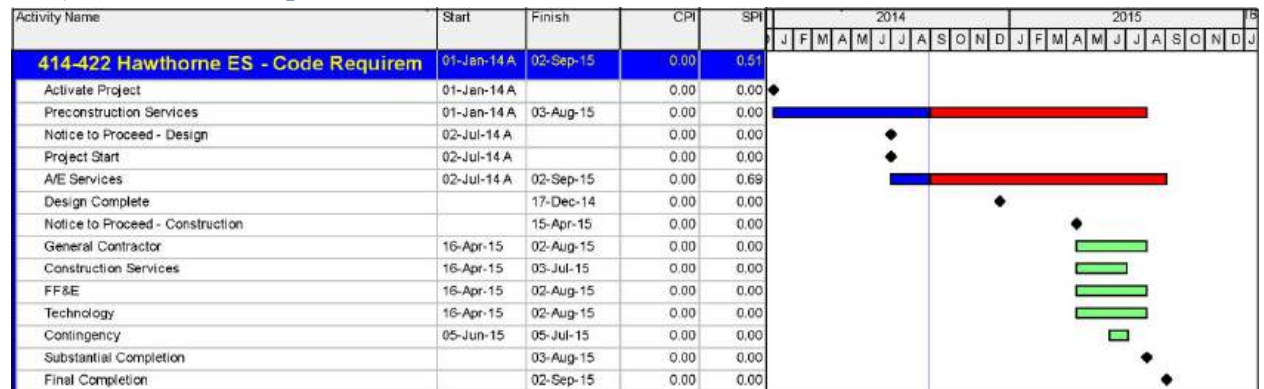 Activity Name Start Finish CPI SPI 2014 2015 16
J F M A M J J A S O N D J F M A M J J A S O N D J
414-422 Hawthorne ES - Code Requirem 01-Jan-14 A 02-Sep-15 0.00 0.51
Activate Project 01-Jan-14 A 0.00 0.00
Preconstruction Services 01-Jan-14 A 03-Aug-15 0.00 0.00
Notice to Proceed - Design 02-Jul-14 A 0.00 0.00
Project Start 02-Jul-14 A 0.00 0.00
A/E Services 02-Jul-14 A 02-Sep-15 0.00 0.69
Design Complete 17-Dec-14 0.00 0.00
Notice to Proceed - Construction 15-Apr-15 0.00 0.00
General Contractor 16-Apr-15 02-Aug-15 0.00 0.00
Construction Services 16-Apr-15 03-Jul-15 0.00 0.00
FF&E 16-Apr-15 02-Aug-15 0.00 0.00
Technology 16-Apr-15 02-Aug-15 0.00 0.00
Contingency 05-Jun-15 05-Jul-15 0.00 0.00
Substantial Completion 03-Aug-15 0.00 0.00
Final Completion 02-Sep-15 0.00 0.00